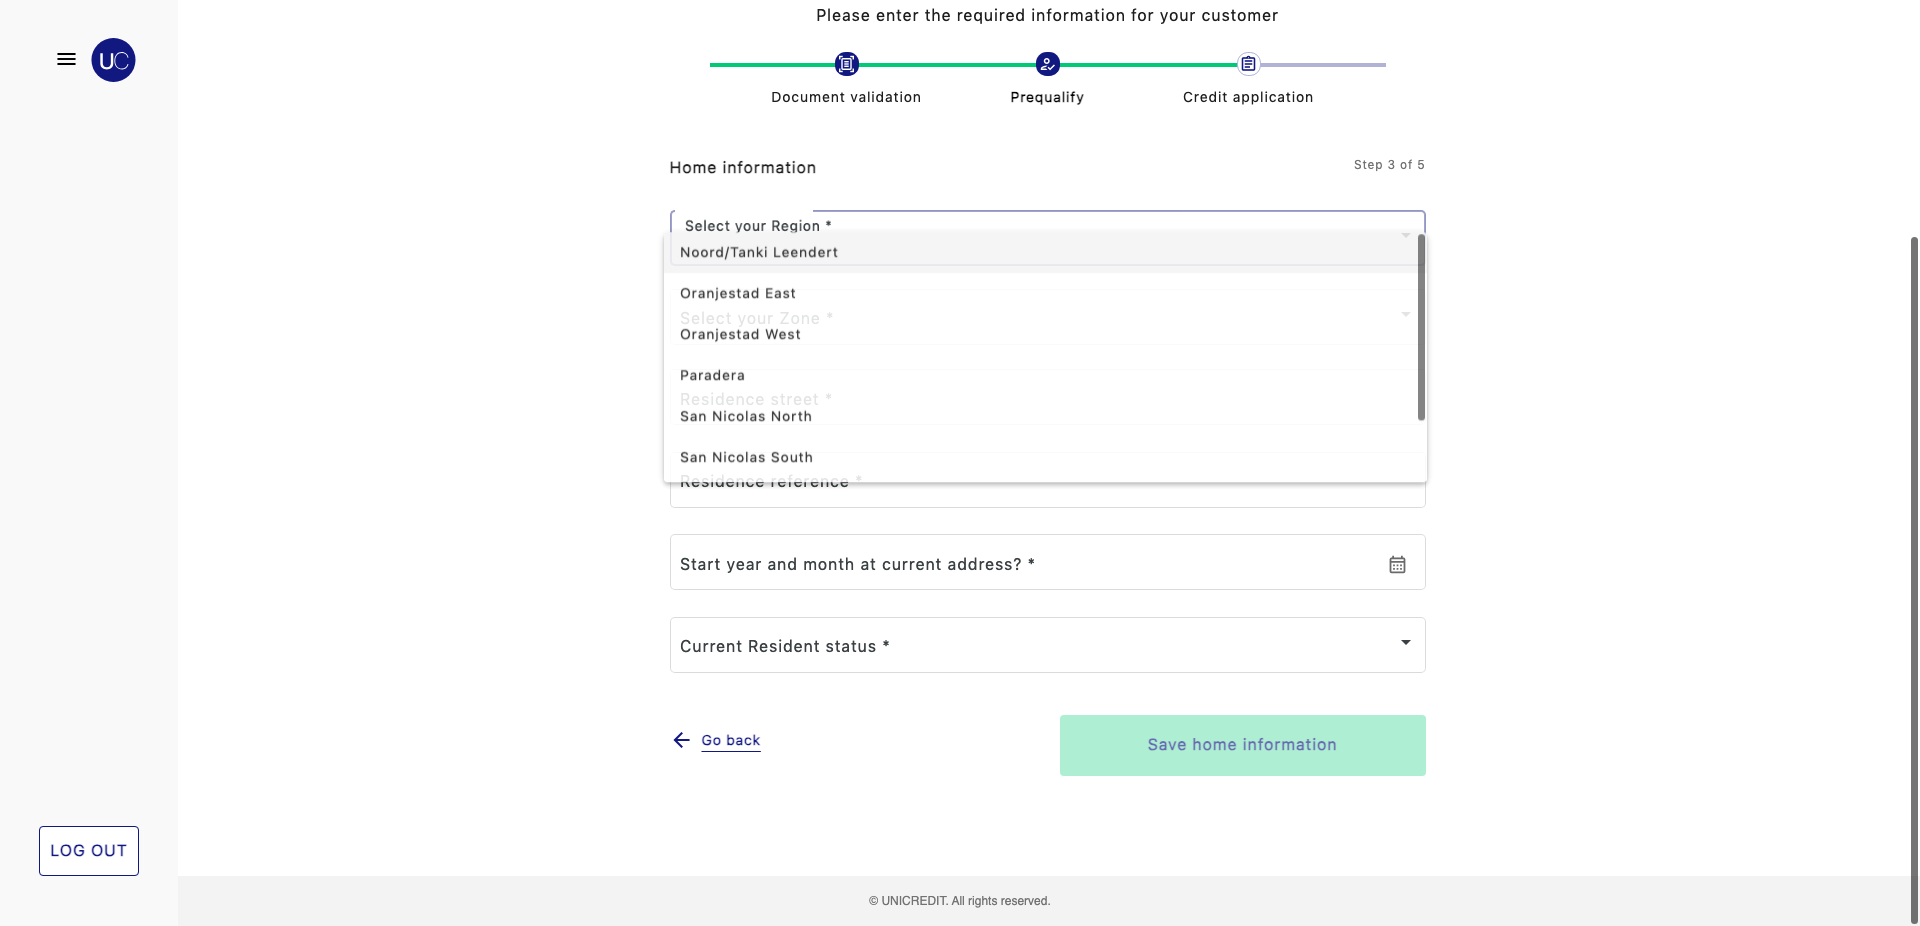 Please enter the required information for your customer
UC
Document validation
Prequalify
Credit application
Home information
Step 3 of 5
Select your Region *
Noord/Tanki Leendert
Oranjestad East
Select your Zone *
Oranjestad West
Paradera
Residence street *
San Nicolas North
San Nicolas South
Residence reference *
Start year and month at current address? *
Current Resident status *
Go back
Save home information
LOG OUT
© UNICREDIT. All rights reserved.